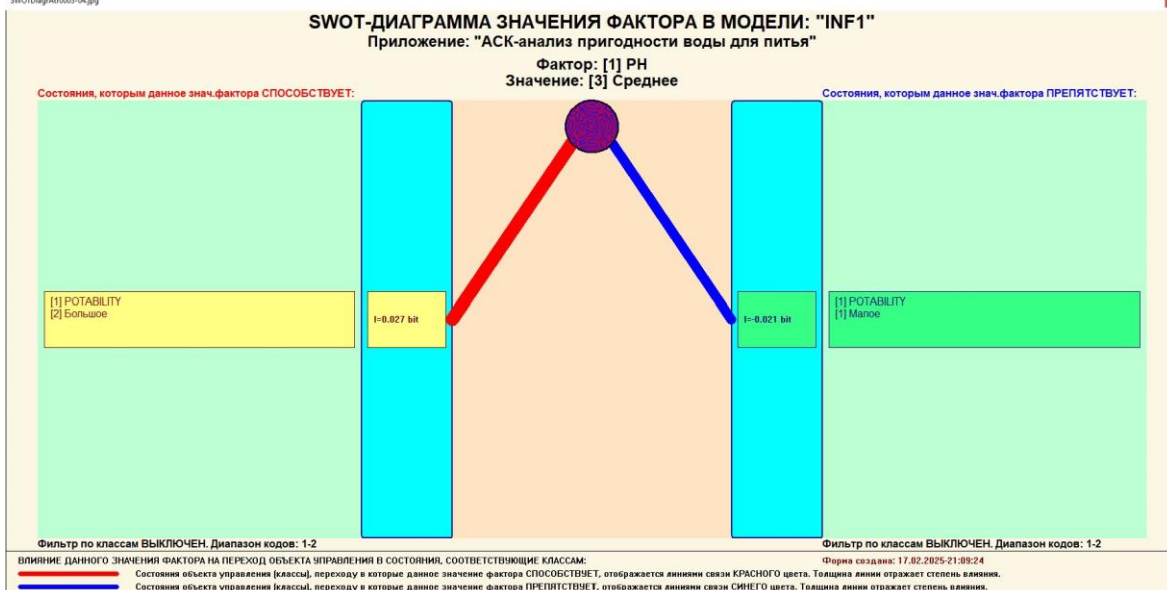 SWOTDiagrAtr0003-04.jpg
SWOT-ДИАГРАММА ЗНАЧЕНИЯ ФАКТОРА В МОДЕЛИ: "INF1"
Приложение: "АСК-анализ пригодности воды для питья"
Фактор: [1] PH
Значение: [3] Среднее
Состояния, которым данное знач.фактора СПОСОБСТВУЕТ:
Состояния, которым данное знач.фактора ПРЕПЯТСТВУЕТ:
[1] POTABILITY
[2] Большое
I=0.027 bit
I=-0.021 bit
[1] POTABILITY
[1] Малое
Фильтр по классам ВЫКЛЮЧЕН. Диапазон кодов: 1-2
Фильтр по классам ВЫКЛЮЧЕН. Диапазон кодов: 1-2
ВЛИЯНИЕ ДАННОГО ЗНАЧЕНИЯ ФАКТОРА НА ПЕРЕХОД ОБЪЕКТА УПРАВЛЕНИЯ В СОСТОЯНИЯ, СООТВЕТСТВУЮЩИЕ КЛАССАМ:
Форма создана: 17.02.2025-21:09:24
Состояния объекта управления (классы), переходу в которые данное значение фактора СПОСОБСТВУЕТ, отображается линиями связи КРАСНОГО цвета. Толщина линии отражает степень влияния.
Состояния объекта управления (классы), переходу в которые данное значение фактора ПРЕПЯТСТВУЕТ, отображается линиями связи СИНЕГО цвета. Толщина линии отражает степень влияния.